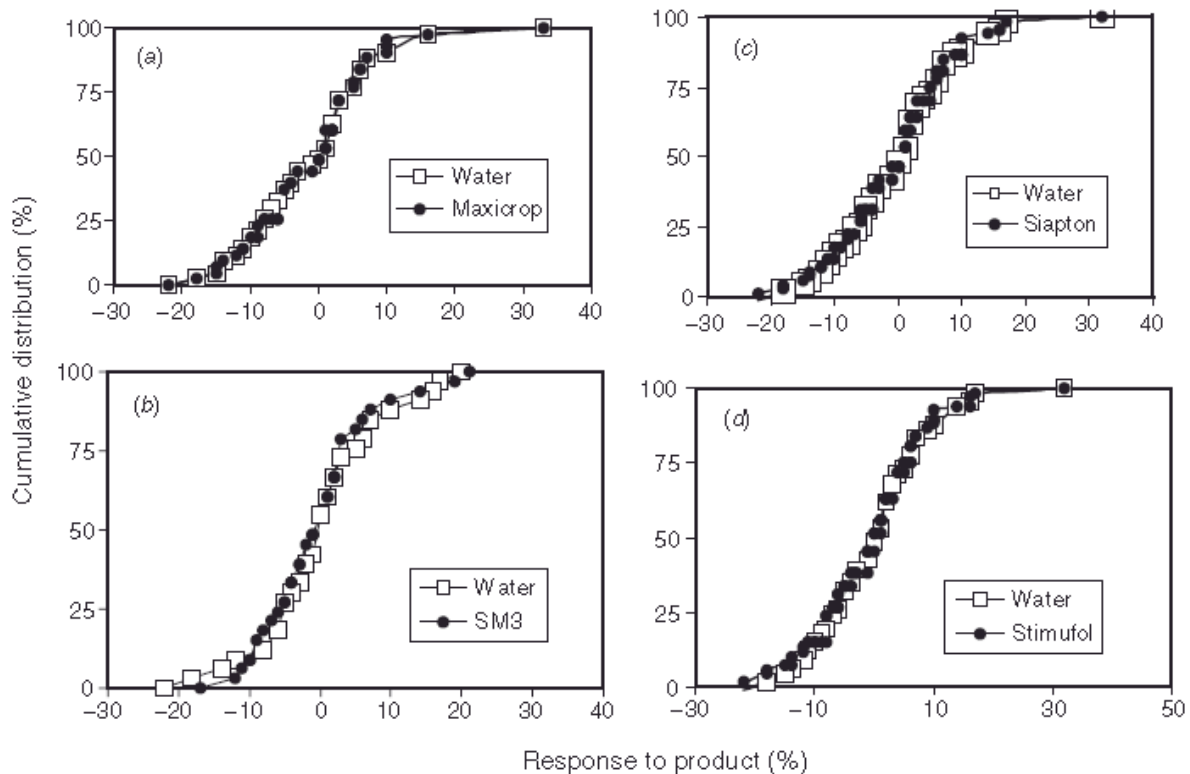 Cumulative distribution (%)
(a)
100
75
50
25
0
−30 −20 −10 0 10 20 30 40
Water
Maxicrop
(c)
100
75
50
25
0
−30 −20 −10 0 10 20 30 40
Water
Siapton
(b)
100
75
50
25
0
−30 −20 −10 0 10 20 30 40
Water
SM3
(d)
100
75
50
25
0
−30 −10 10 30 50
Water
Stimufol
Response to product (%)